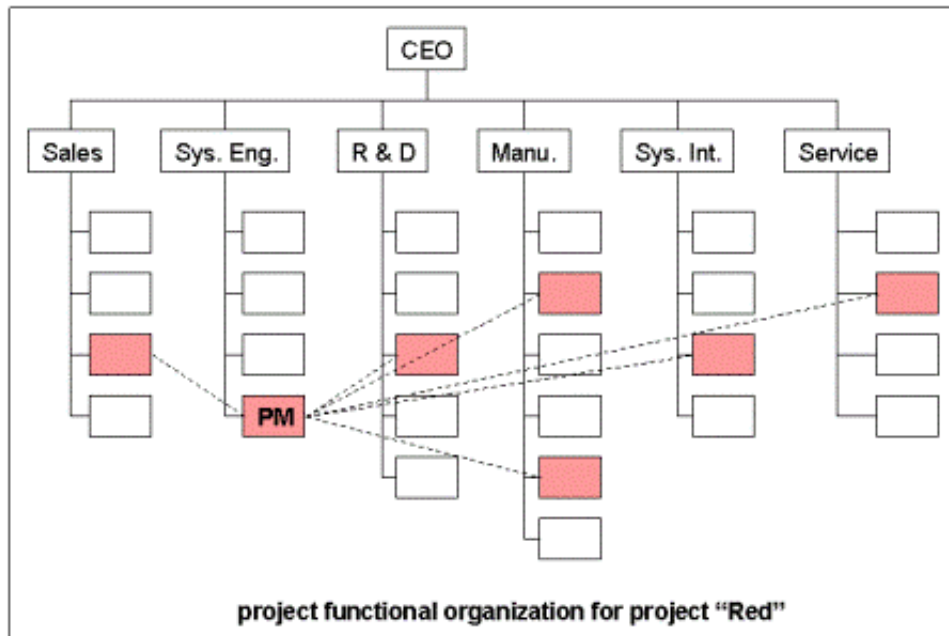 CEO
Sales
Sys. Eng.
R & D
Manu.
Sys. Int.
Service
PM
project functional organization for project “Red”